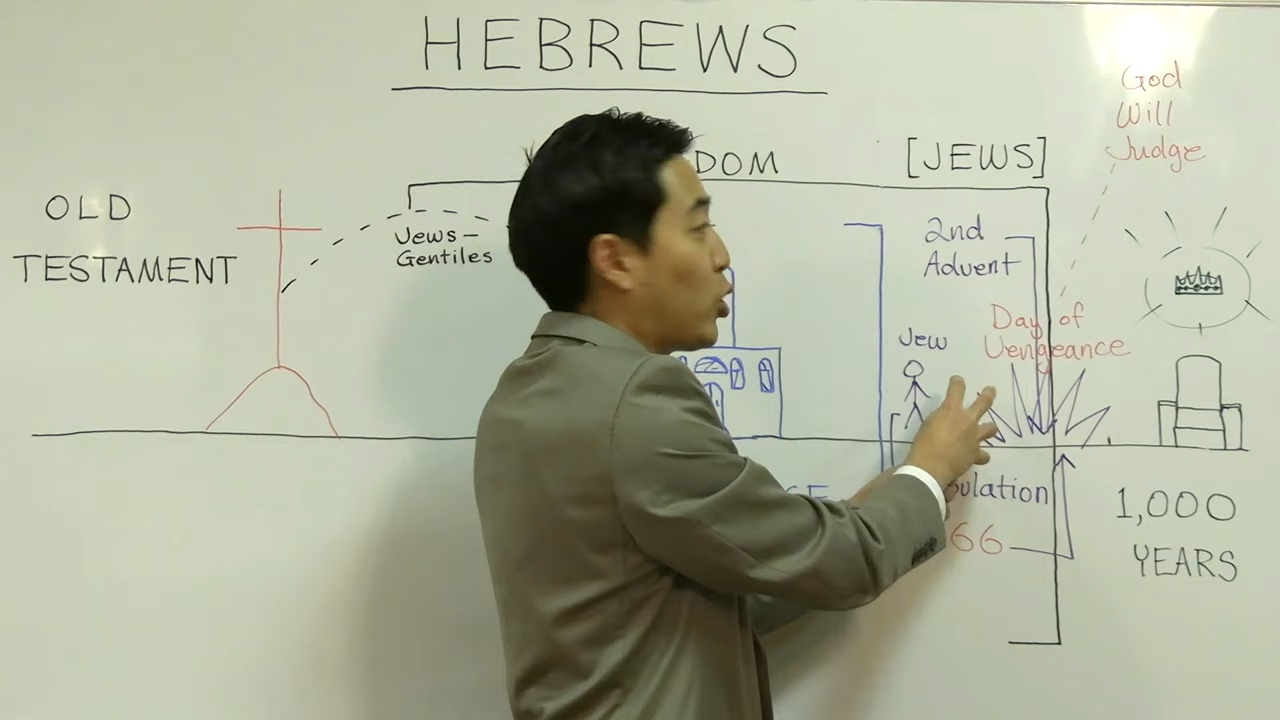 HEBREWS
DOM
[JEWS]
God
Will
Judge
OLD
TESTAMENT
Jews-
Gentiles
2nd
Advent
Day of
Vengeance
Jew
1,000
YEARS